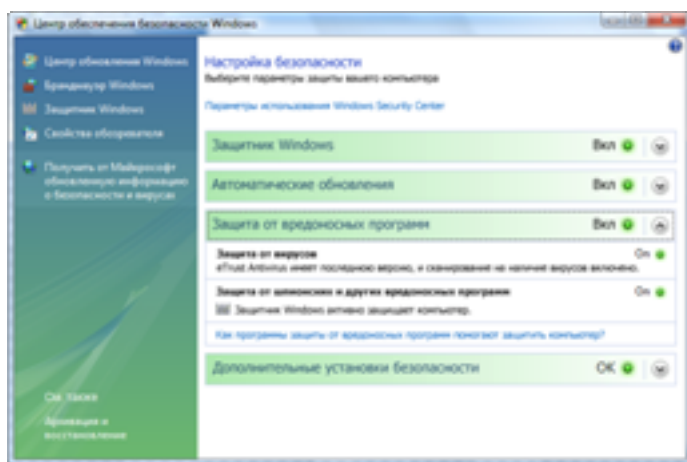 Центр обеспечения безопасности Windows
Центр обновления Windows
Брандмауэр Windows
Защитник Windows
Свойства обозревателя
Получить от Майкрософт
обновленную информацию
о безопасности и вирусах
См. также
Архивация и
восстановление
Настройка безопасности
Выберите параметры защиты вашего компьютера
Параметры использования Windows Security Center
Защитник Windows Вкл
Автоматические обновления Вкл
Защита от вредоносных программ Вкл
Защита от вирусов On
eTrust Antivirus имеет последнюю версию, и сканирование на наличие вирусов включено.
Защита от шпионских и других вредоносных программ On
Защитник Windows активно защищает компьютер.
Как программы защиты от вредоносных программ помогают защитить компьютер?
Дополнительные установки безопасности OK